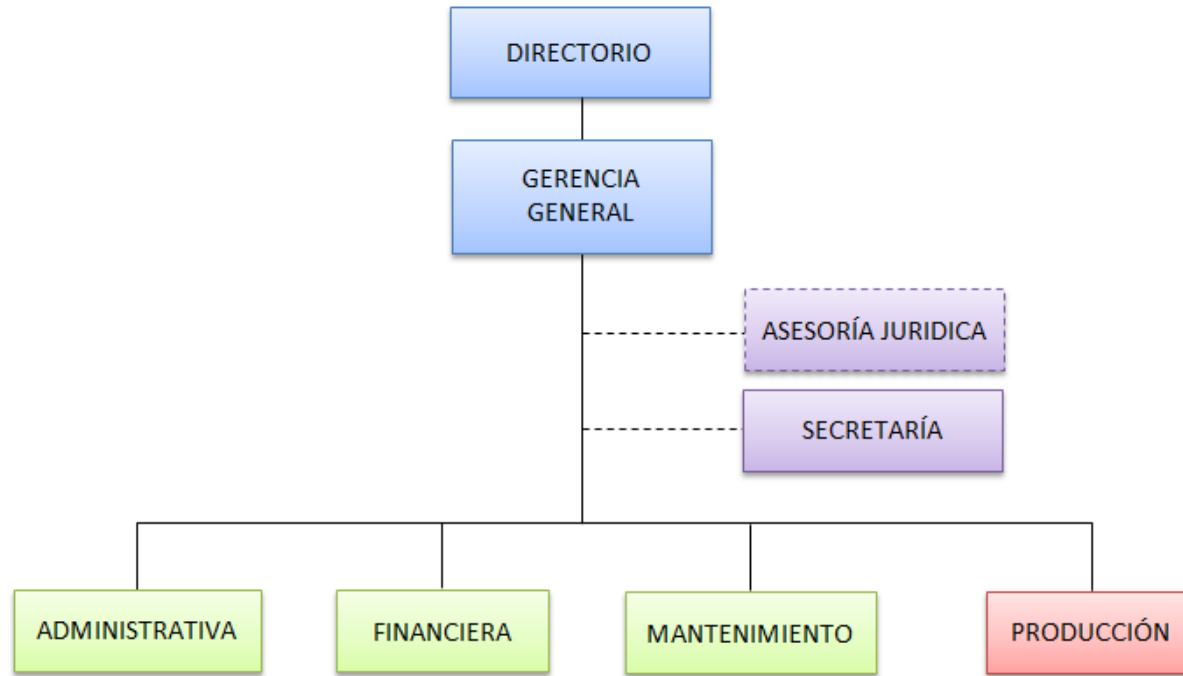 DIRECTORIO
GERENCIA
GENERAL
ASESORÍA JURIDICA
SECRETARÍA
ADMINISTRATIVA
FINANCIERA
MANTENIMIENTO
PRODUCCIÓN